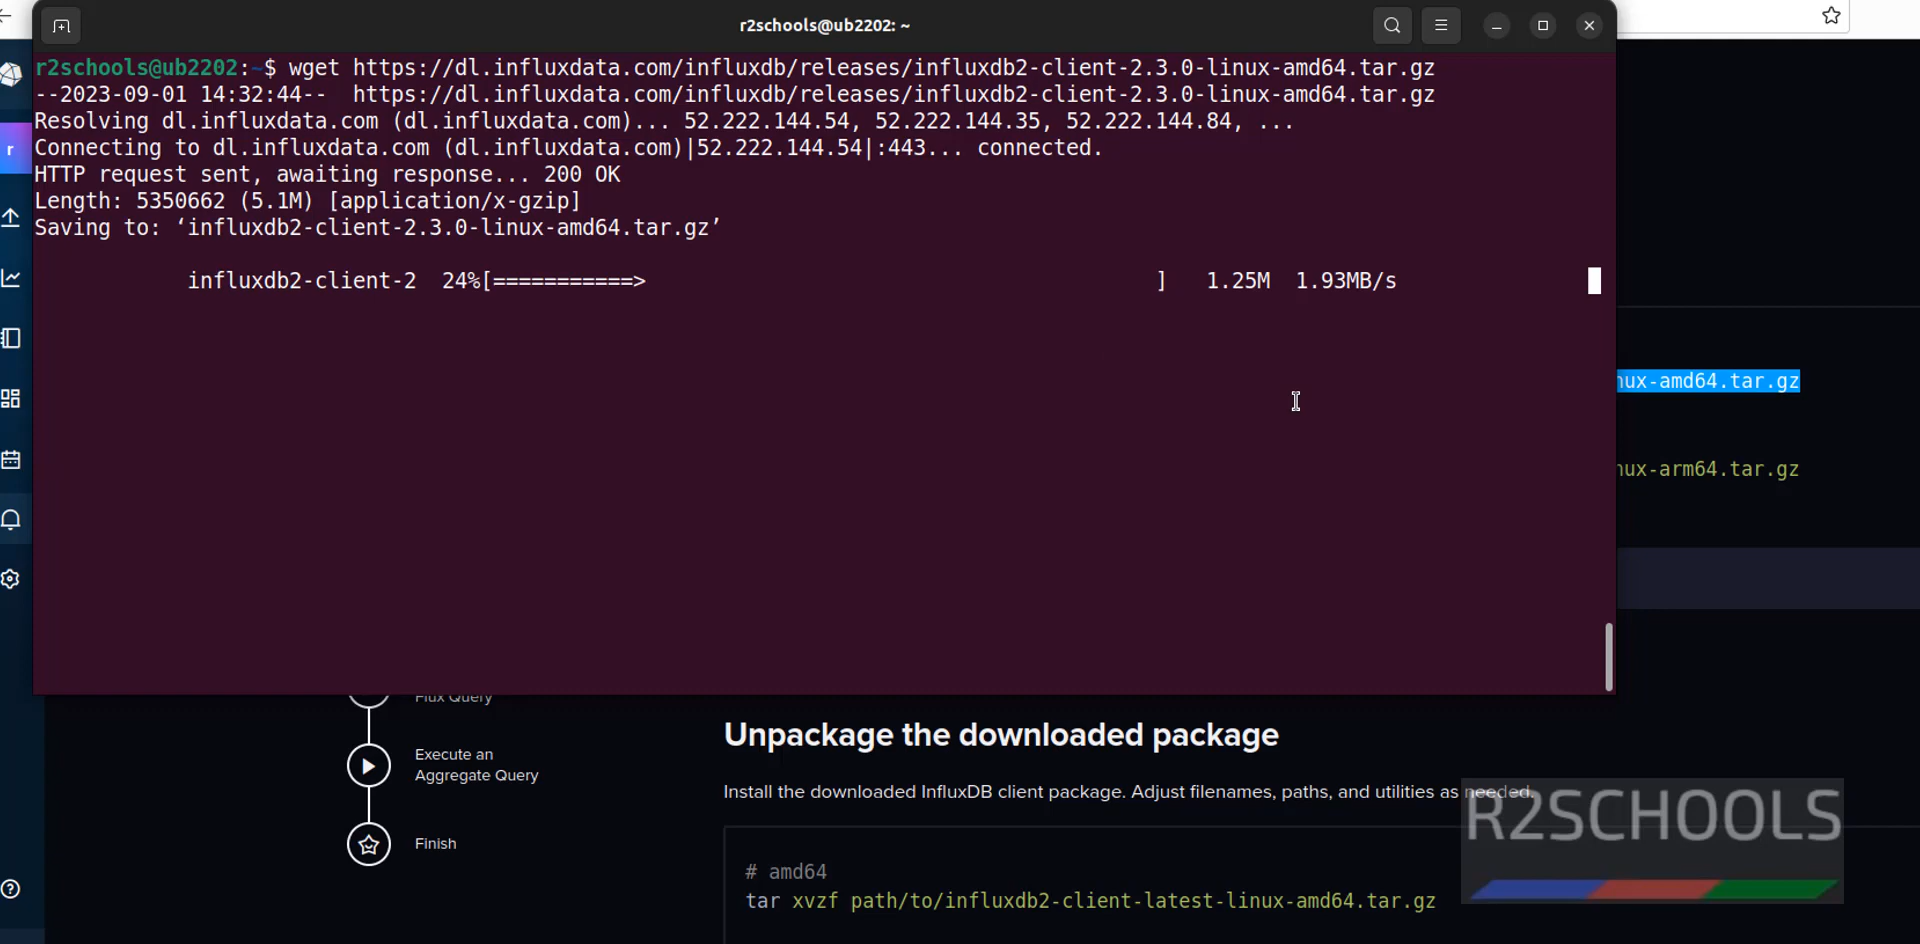 r2schools@ub2202: ~
r2schools@ub2202:~$ wget https://dl.influxdata.com/influxdb/releases/influxdb2-client-2.3.0-linux-amd64.tar.gz
--2023-09-01 14:32:44--  https://dl.influxdata.com/influxdb/releases/influxdb2-client-2.3.0-linux-amd64.tar.gz
Resolving dl.influxdata.com (dl.influxdata.com)... 52.222.144.54, 52.222.144.35, 52.222.144.84, ...
Connecting to dl.influxdata.com (dl.influxdata.com)|52.222.144.54|:443... connected.
HTTP request sent, awaiting response... 200 OK
Length: 5350662 (5.1M) [application/x-gzip]
Saving to: ‘influxdb2-client-2.3.0-linux-amd64.tar.gz’
influxdb2-client-2  24%[===========>                                        ]   1.25M  1.93MB/s
r
nux-amd64.tar.gz
nux-arm64.tar.gz
Flux Query
Execute an
Aggregate Query
Finish
Unpackage the downloaded package
Install the downloaded InfluxDB client package. Adjust filenames, paths, and utilities as needed.
# amd64
tar xvzf path/to/influxdb2-client-latest-linux-amd64.tar.gz
R2SCHOOLS